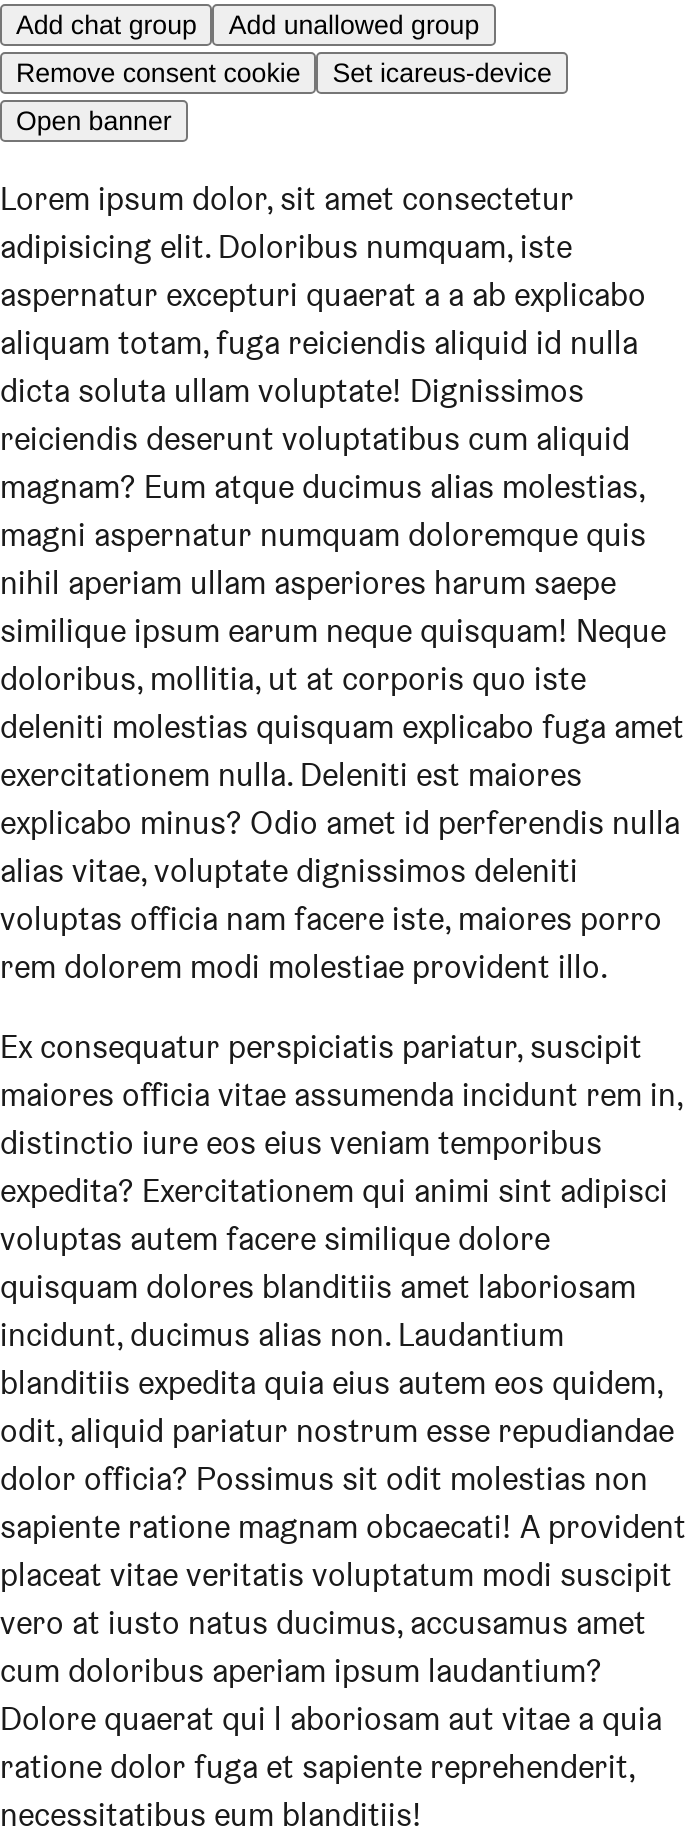 Add chat group Add unallowed group
Remove consent cookie Set icareus-device
Open banner
Lorem ipsum dolor, sit amet consectetur
adipisicing elit. Doloribus numquam, iste
aspernatur excepturi quaerat a a ab explicabo
aliquam totam, fuga reiciendis aliquid id nulla
dicta soluta ullam voluptate! Dignissimos
reiciendis deserunt voluptatibus cum aliquid
magnam? Eum atque ducimus alias molestias,
magni aspernatur numquam doloremque quis
nihil aperiam ullam asperiores harum saepe
similique ipsum earum neque quisquam! Neque
doloribus, mollitia, ut at corporis quo iste
deleniti molestias quisquam explicabo fuga amet
exercitationem nulla. Deleniti est maiores
explicabo minus? Odio amet id perferendis nulla
alias vitae, voluptate dignissimos deleniti
voluptas officia nam facere iste, maiores porro
rem dolorem modi molestiae provident illo.
Ex consequatur perspiciatis pariatur, suscipit
maiores officia vitae assumenda incidunt rem in,
distinctio iure eos eius veniam temporibus
expedita? Exercitationem qui animi sint adipisci
voluptas autem facere similique dolore
quisquam dolores blanditiis amet laboriosam
incidunt, ducimus alias non. Laudantium
blanditiis expedita quia eius autem eos quidem,
odit, aliquid pariatur nostrum esse repudiandae
dolor officia? Possimus sit odit molestias non
sapiente ratione magnam obcaecati! A provident
placeat vitae veritatis voluptatum modi suscipit
vero at iusto natus ducimus, accusamus amet
cum doloribus aperiam ipsum laudantium?
Dolore quaerat qui l aboriosam aut vitae a quia
ratione dolor fuga et sapiente reprehenderit,
necessitatibus eum blanditiis!